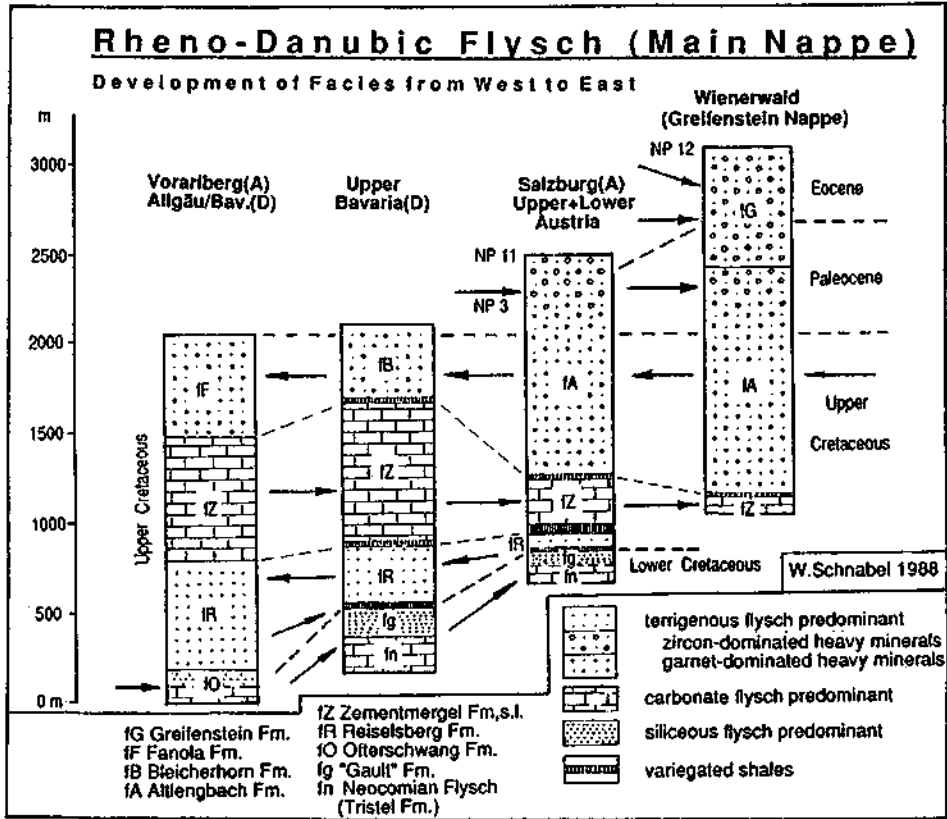 Rheno-Danubic Flysch (Main Nappe)
Development of Facies from West to East
m
3000
2500
2000
1500
1000
500
0 m
Vorarlberg(A)
Allgäu/Bav.(D)
Upper
Bavaria(D)
Salzburg(A)
Upper+Lower
Austria
Wienerwald
(Greifenstein Nappe)
NP 12
NP 11
NP 3
Eocene
Paleocene
Upper
Cretaceous
Lower Cretaceous
Upper Cretaceous
fF
fZ
fR
fO
fB
fZ
fR
fg
fn
fA
fZ
fR
fg
fn
fG
fA
fZ
W.Schnabel 1988
fG Greifenstein Fm.
fF Fanola Fm.
fB Bleicherhorn Fm.
fA Altlengbach Fm.
fZ Zementmergel Fm,s.l.
fR Reiselsberg Fm.
fO Ofterschwang Fm.
fg "Gault" Fm.
fn Neocomian Flysch
(Tristel Fm.)
terrigenous flysch predominant
zircon-dominated heavy minerals
garnet-dominated heavy minerals
carbonate flysch predominant
siliceous flysch predominant
variegated shales